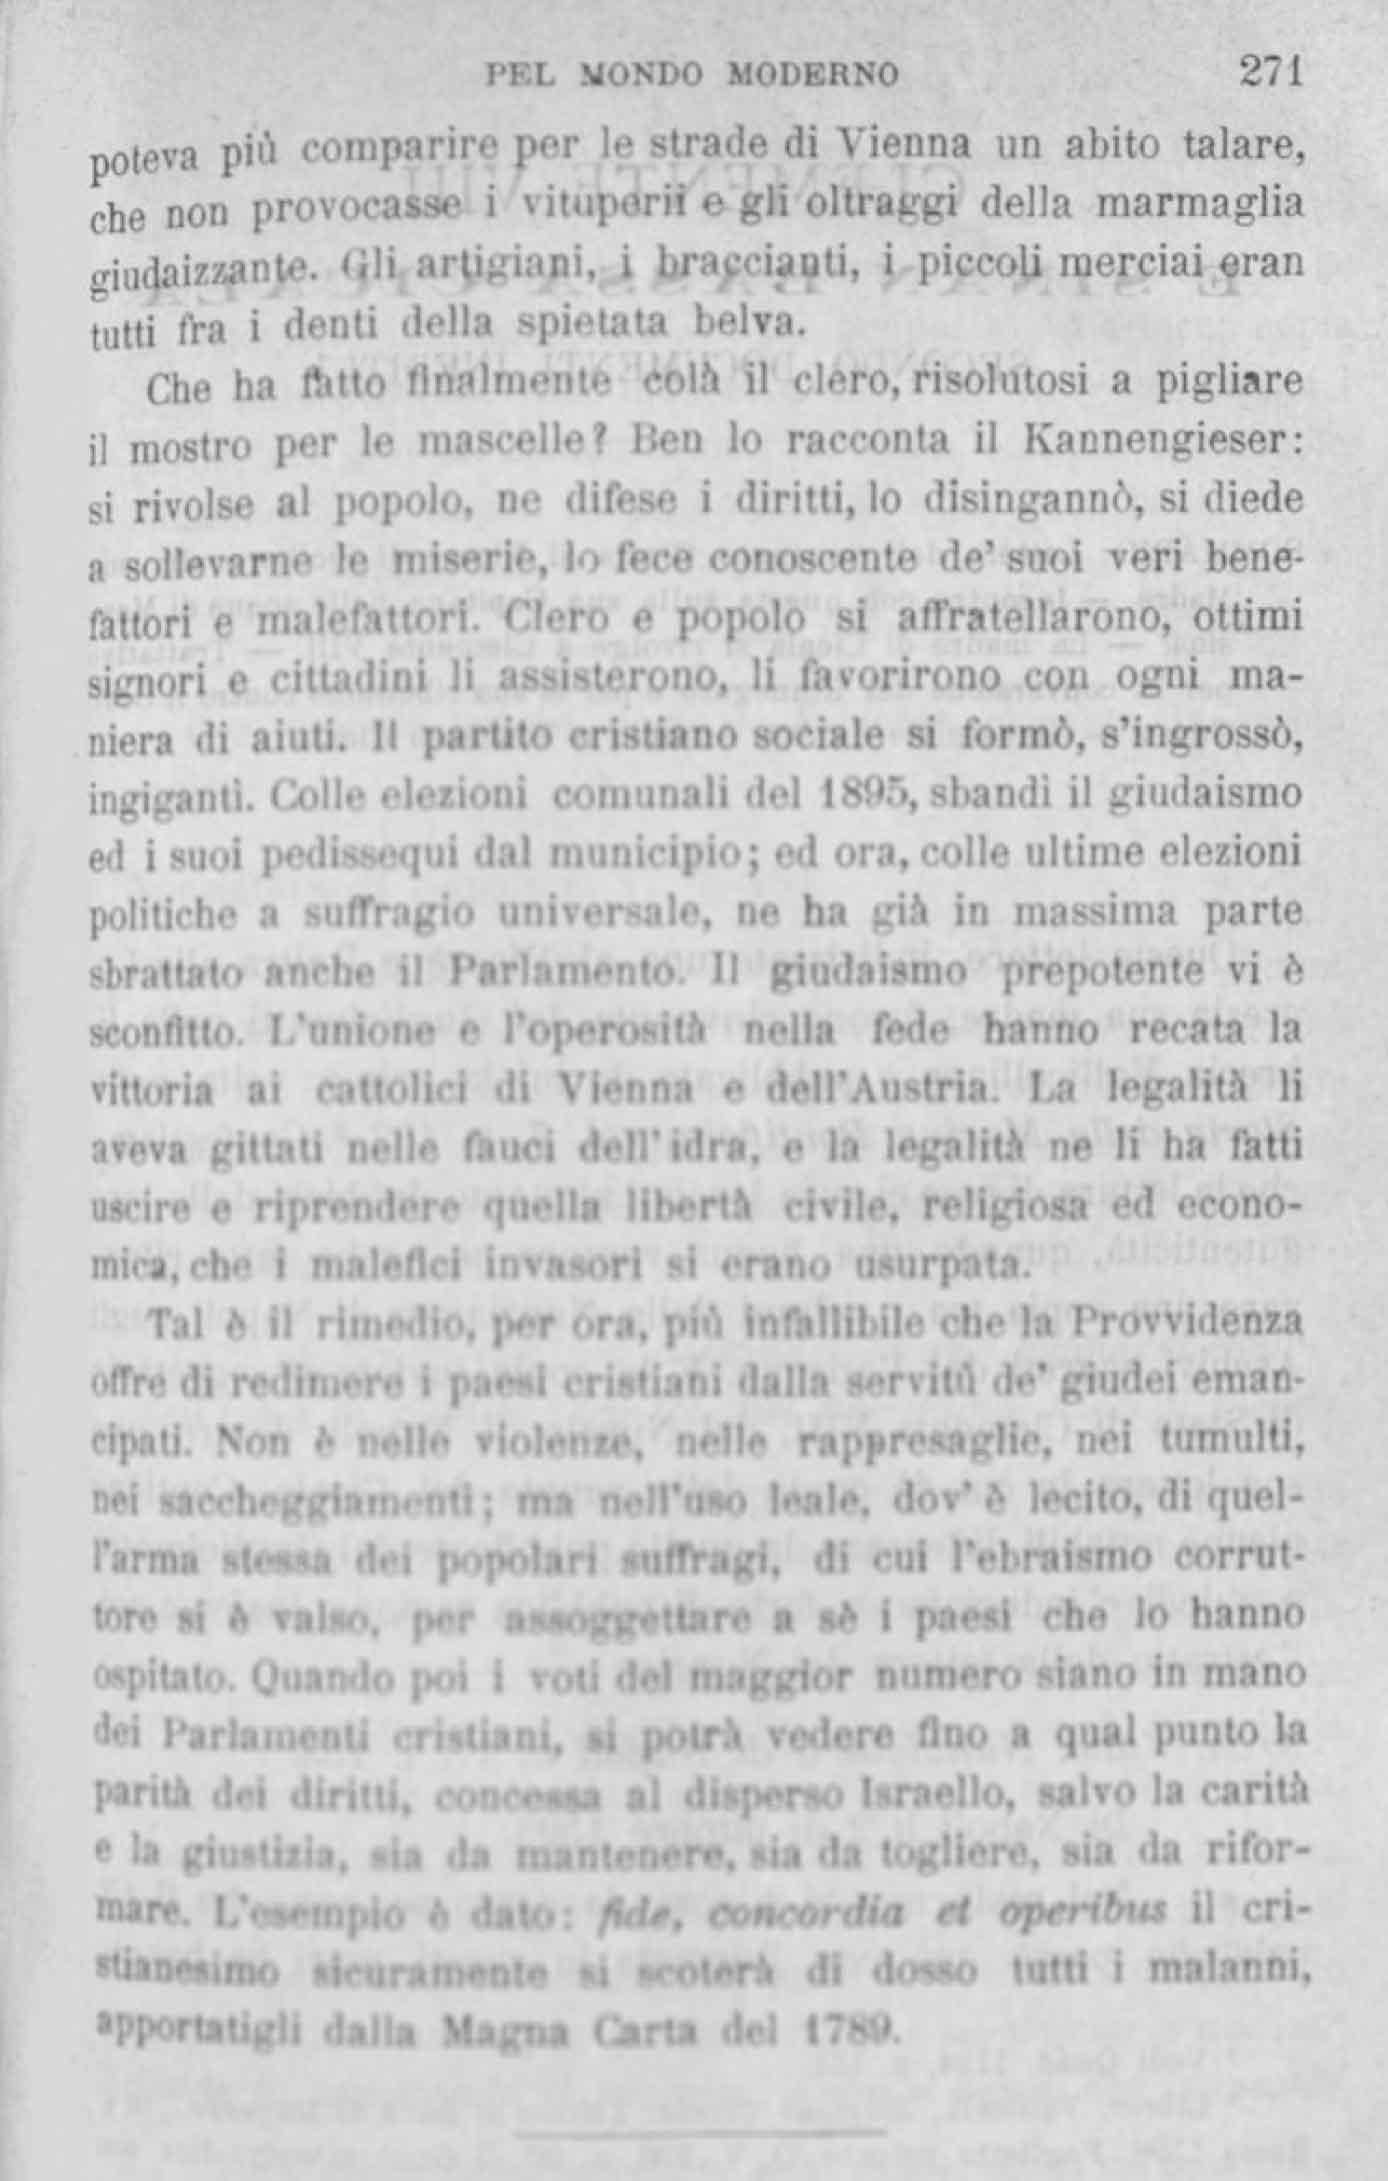 PEL MONDO MODERNO 271
poteva più comparire per le strade di Vienna un abito talare,
che non provocasse i vituperii e gli oltraggi della marmaglia
giudaizzante. Gli artigiani, i braccianti, i piccoli merciai eran
tutti fra i denti della spietata belva.
Che ha fatto finalmente colà il clero, risolutosi a pigliare
il mostro per le mascelle? Ben lo racconta il Kannengieser:
si rivolse al popolo, ne difese i diritti, lo disingannò, si diede
a sollevarne le miserie, lo fece conoscente de' suoi veri bene-
fattori e malefattori. Clero e popolo si affratellarono, ottimi
signori e cittadini li assisterono, li favorirono con ogni ma-
niera di aiuti. Il partito cristiano sociale si formò, s'ingrossò,
ingigantì. Colle elezioni comunali del 1895, sbandì il giudaismo
ed i suoi pedissequi dal municipio; ed ora, colle ultime elezioni
politiche a suffragio universale, ne ha già in massima parte
sbrattato anche il Parlamento. Il giudaismo prepotente vi è
sconfitto. L'unione e l'operosità nella fede hanno recata la
vittoria ai cattolici di Vienna e dell'Austria. La legalità li
aveva gittati nelle fauci dell'idra, e la legalità ne li ha fatti
uscire e riprendere quella libertà civile, religiosa ed econo-
mica, che i malefici invasori si erano usurpata.
Tal è il rimedio, per ora, più infallibile che la Provvidenza
offre di redimere i paesi cristiani dalla servitù de' giudei eman-
cipati. Non è nelle violenze, nelle rappresaglie, nei tumulti,
nei saccheggiamenti; ma nell'uso leale, dov' è lecito, di quel-
l'arma stessa dei popolari suffragi, di cui l'ebraismo corrut-
tore si è valso, per assoggettare a sè i paesi che lo hanno
ospitato. Quando poi i voti del maggior numero siano in mano
dei Parlamenti cristiani, si potrà vedere fino a qual punto la
parità dei diritti, concessa al disperso Israello, salvo la carità
e la giustizia, sia da mantenere, sia da togliere, sia da rifor-
mare. L'esempio è dato: fide, concordia et operibus il cri-
stianesimo sicuramente si scoterà di dosso tutti i malanni,
apportatigli dalla Magna Carta del 1789.